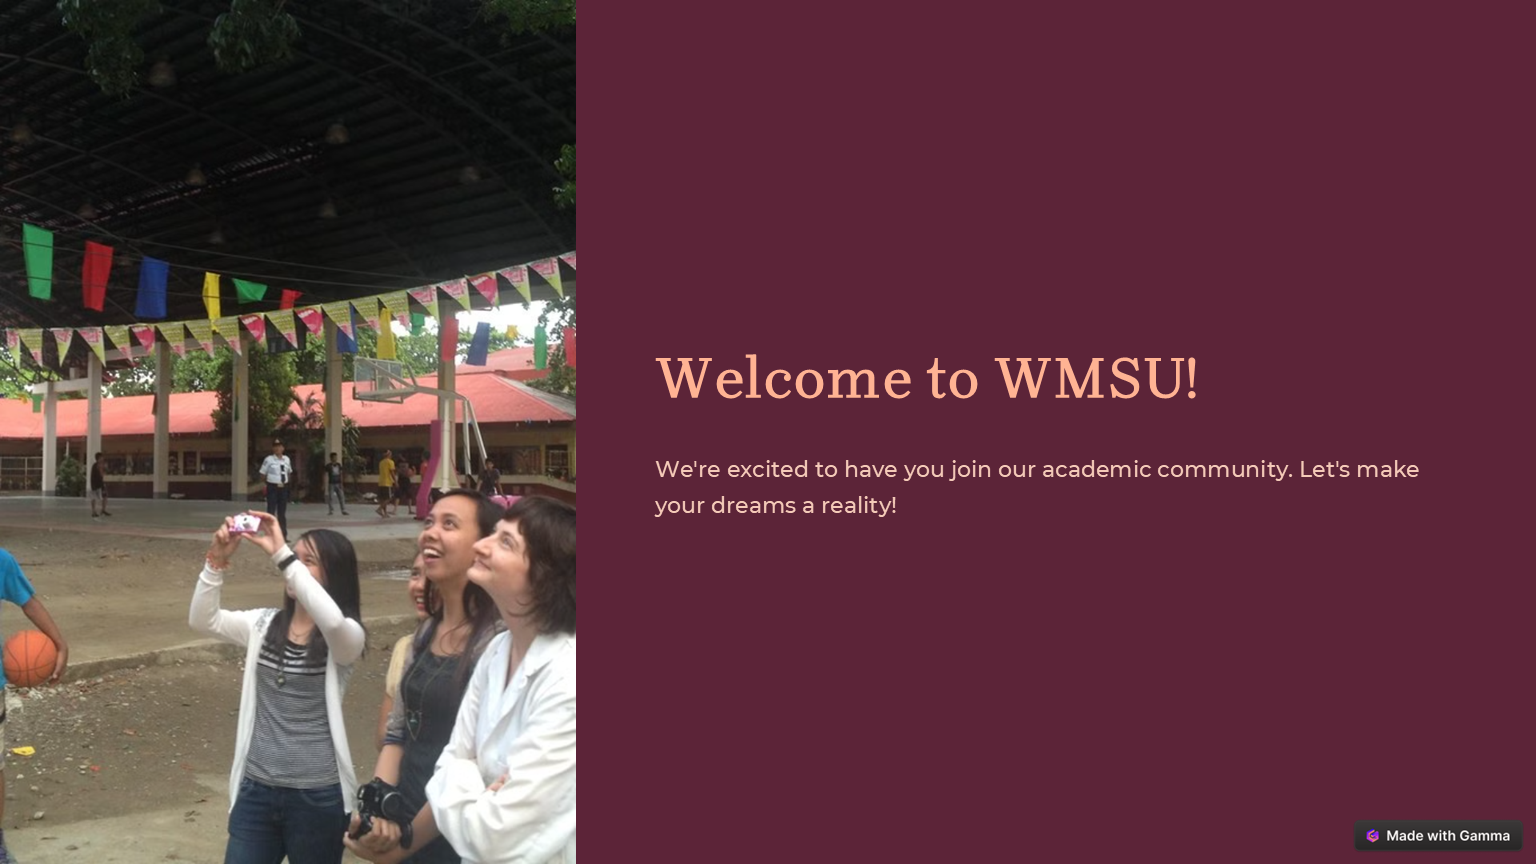 Welcome to WMSU!
We're excited to have you join our academic community. Let's make
your dreams a reality!
Made with Gamma